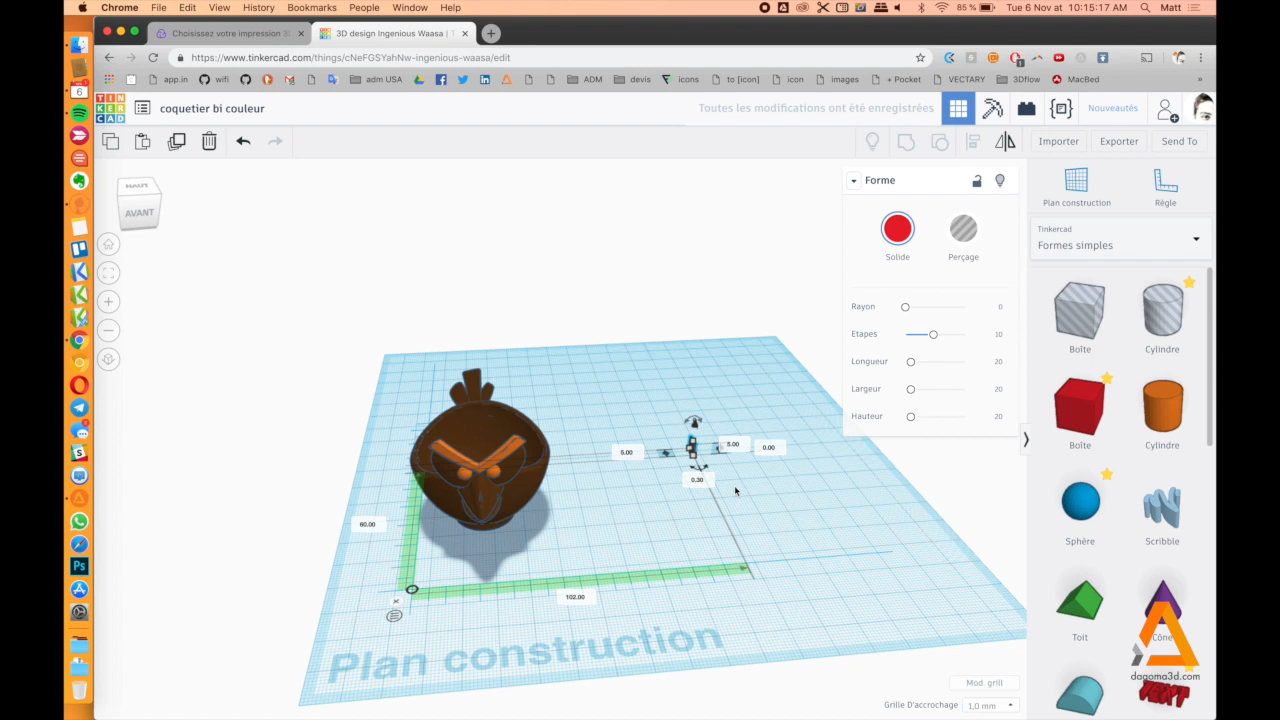 Chrome File Edit View History Bookmarks People Window Help 85 % Tue 6 Nov at 10:15:17 AM Matt
Choisissez votre impression 3 × 3D design Ingenious Waasa | T ×
https://www.tinkercad.com/things/cNeFGSYahNw-ingenious-waasa/edit
app.in wifi adm USA ADM devis icons to [icon] icon images + Pocket VECTARY 3Dflow MacBed
TIN KER CAD coquetier bi couleur Toutes les modifications ont été enregistrées Nouveautés
Importer Exporter Send To
HAUT
AVANT
Forme
Solide Perçage
Rayon 0
Etapes 10
Longueur 20
Largeur 20
Hauteur 20
Plan construction Règle
Tinkercad
Formes simples
Boîte Cylindre
Boîte Cylindre
Sphère Scribble
Toit Cône
TEXT
5.00 5.00 0.00
0.30
60.00
102.00
Plan construction
Mod. grill
Grille D'accrochage 1,0 mm
dagoma3d.com